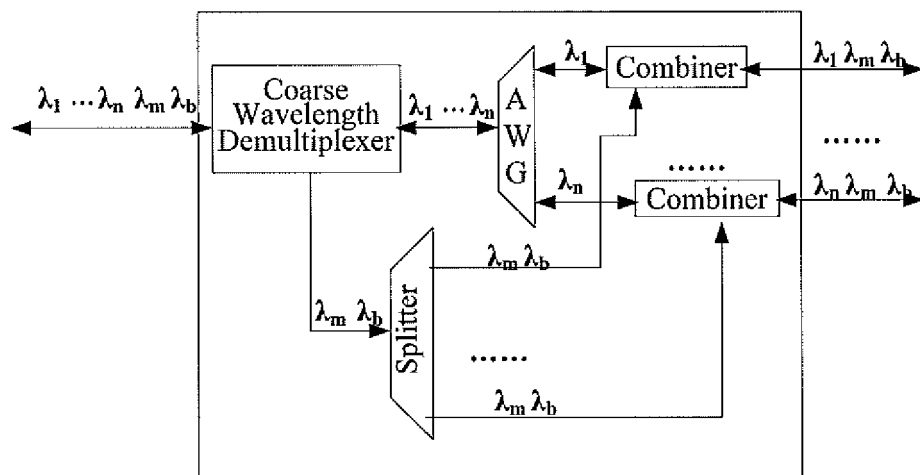 λ1 ··· λn λm λb
Coarse
Wavelength
Demultiplexer
λ1 ··· λn
A
W
G
λ1
Combiner
λ1 λm λb
······
······
λn
Combiner
λn λm λb
λm λb
λm λb
Splitter
······
λm λb